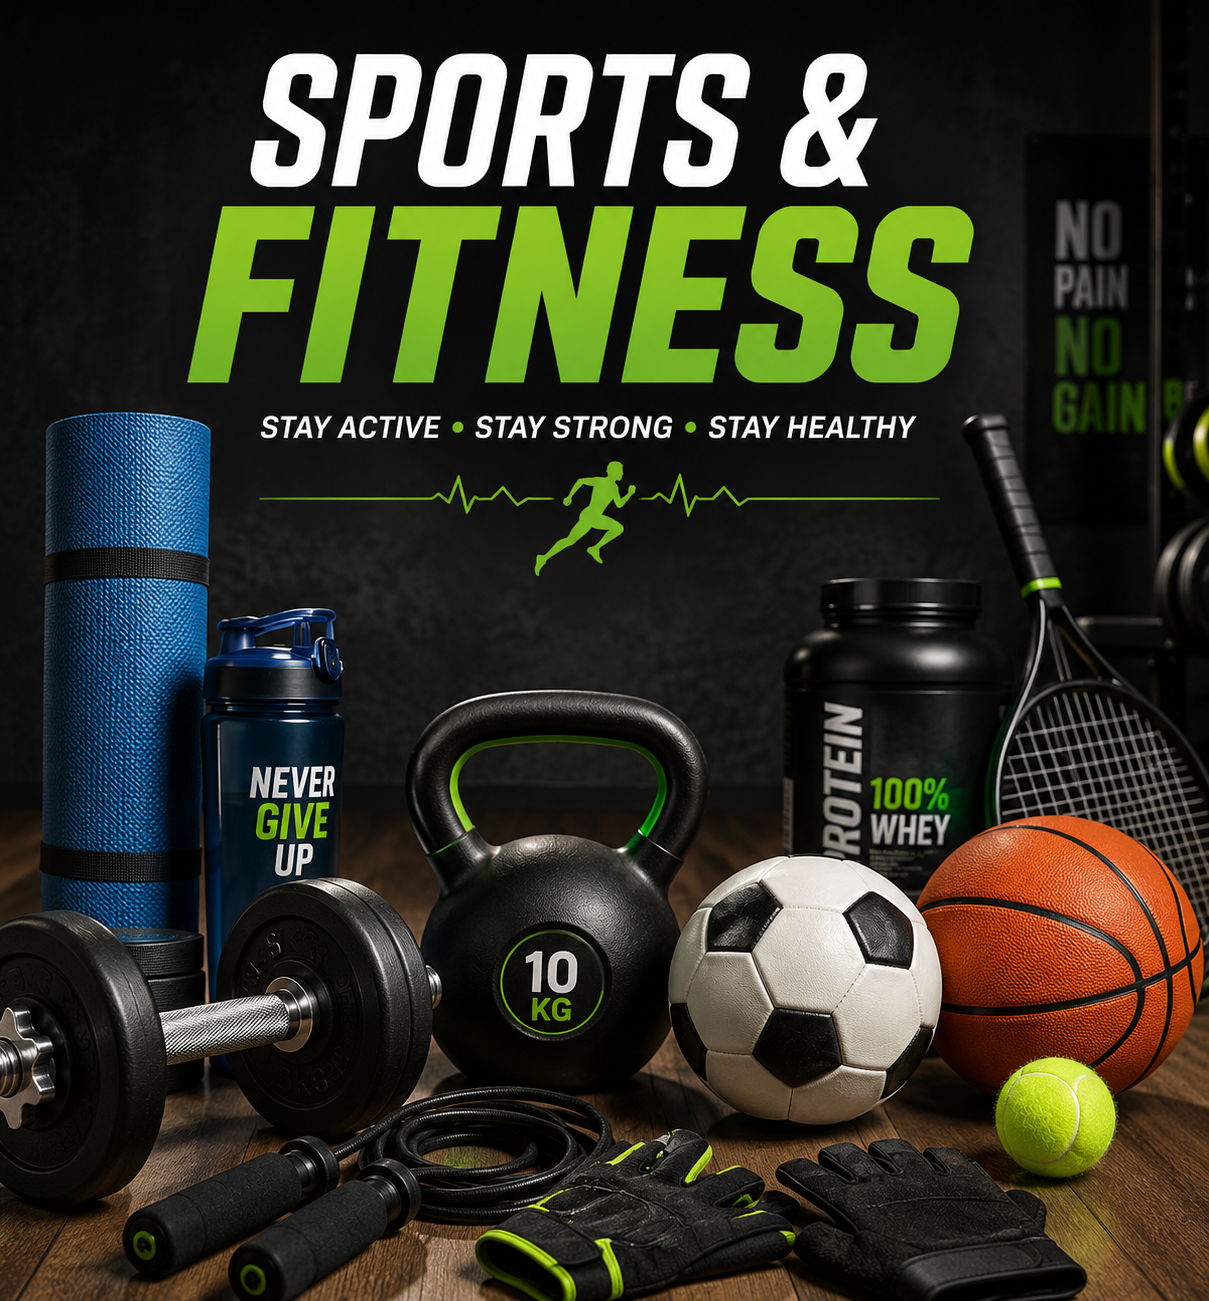 SPORTS &
FITNESS
STAY ACTIVE • STAY STRONG • STAY HEALTHY
NO
PAIN
NO
GAIN
NEVER
GIVE
UP
PROTEIN
100%
WHEY
10
KG